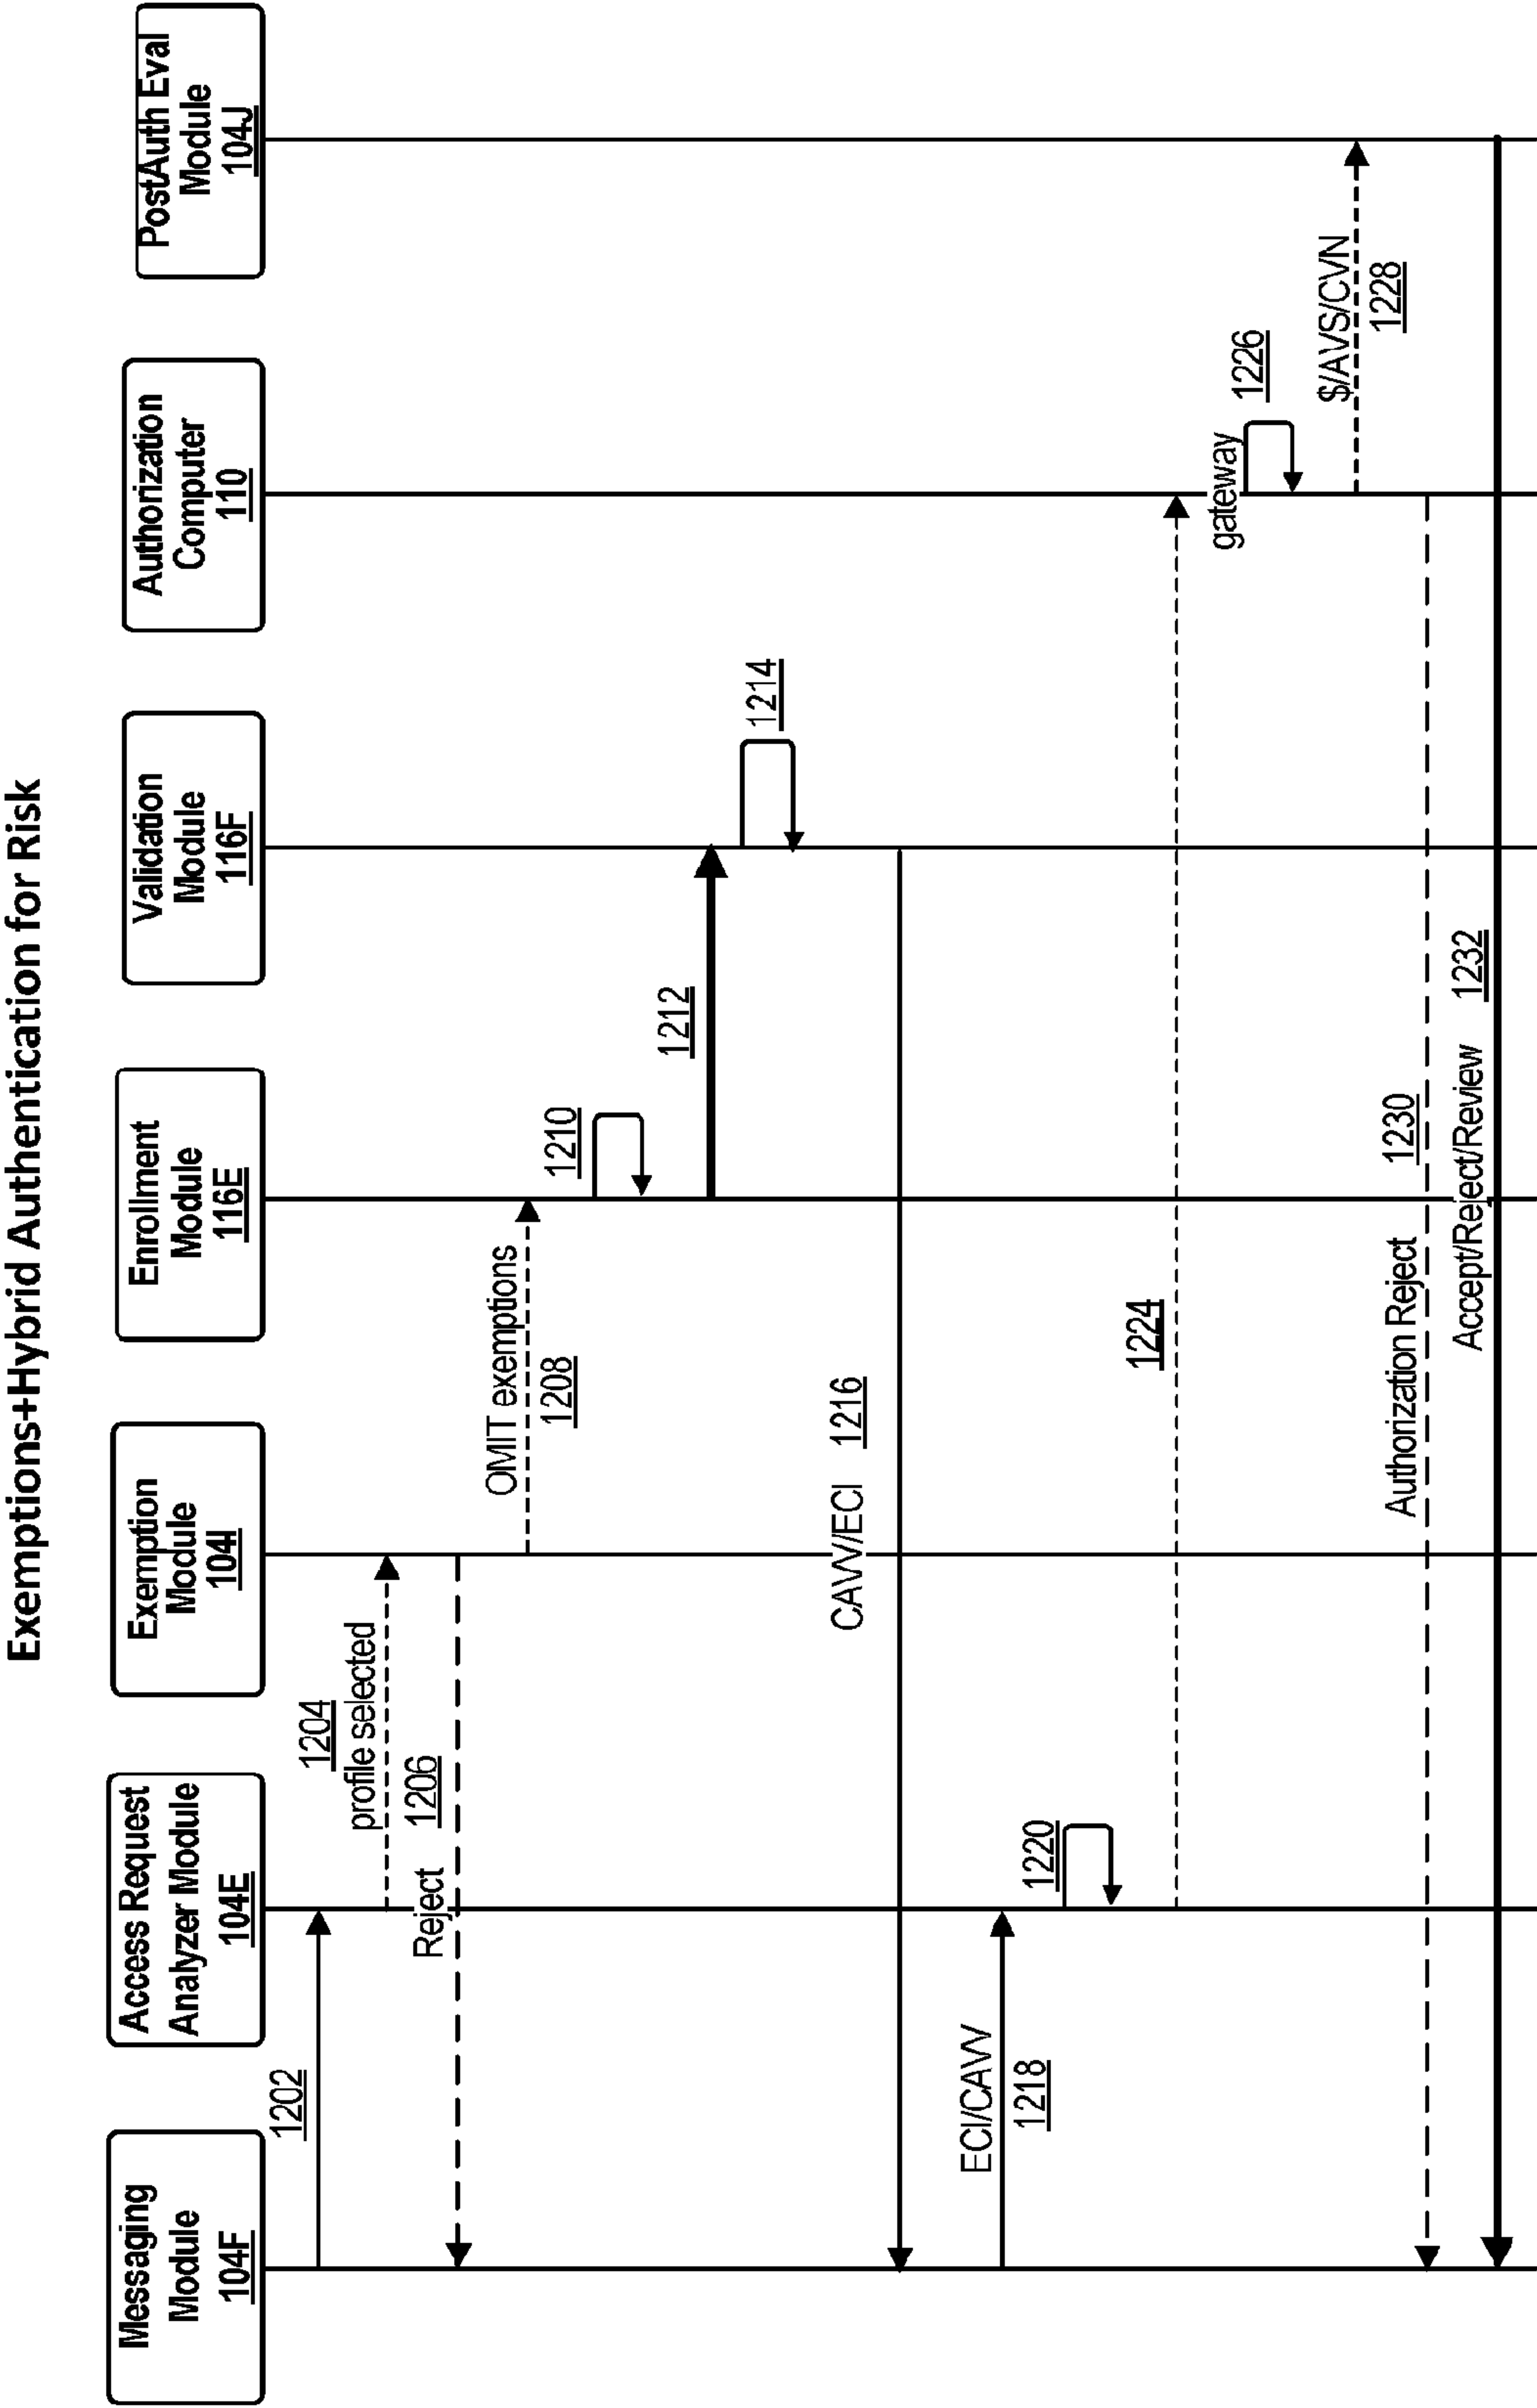 Exemptions+Hybrid Authentication for Risk
Messaging
Module
104F
Access Request
Analyzer Module
104E
Exemption
Module
104I
Enrollment
Module
116E
Validation
Module
116F
Authorization
Computer
110
PostAuth Eval
Module
104J
1202
1204
profile selected
Reject 1206
OMIT exemptions
1208
1210
1212
1214
CAVV/ECI 1216
ECI/CAVV
1218
1220
1224
gateway 1226
$/AVS/CVN
1228
Authorization Reject 1230
Accept/Reject/Review 1232